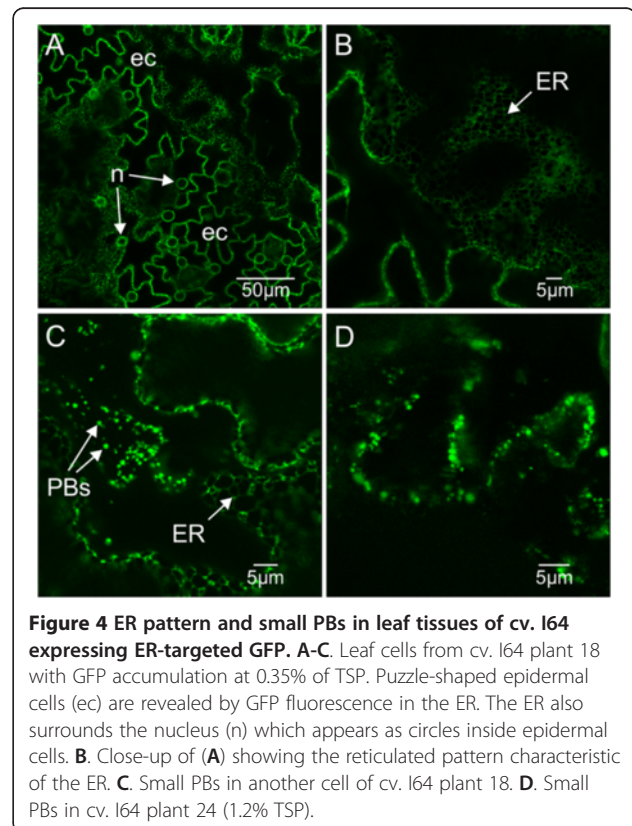 A
ec
n
ec
50µm
B
ER
5µm
C
PBs
ER
5µm
D
5µm
Figure 4 ER pattern and small PBs in leaf tissues of cv. I64
expressing ER-targeted GFP. A-C. Leaf cells from cv. I64 plant 18
with GFP accumulation at 0.35% of TSP. Puzzle-shaped epidermal
cells (ec) are revealed by GFP fluorescence in the ER. The ER also
surrounds the nucleus (n) which appears as circles inside epidermal
cells. B. Close-up of (A) showing the reticulated pattern characteristic
of the ER. C. Small PBs in another cell of cv. I64 plant 18. D. Small
PBs in cv. I64 plant 24 (1.2% TSP).